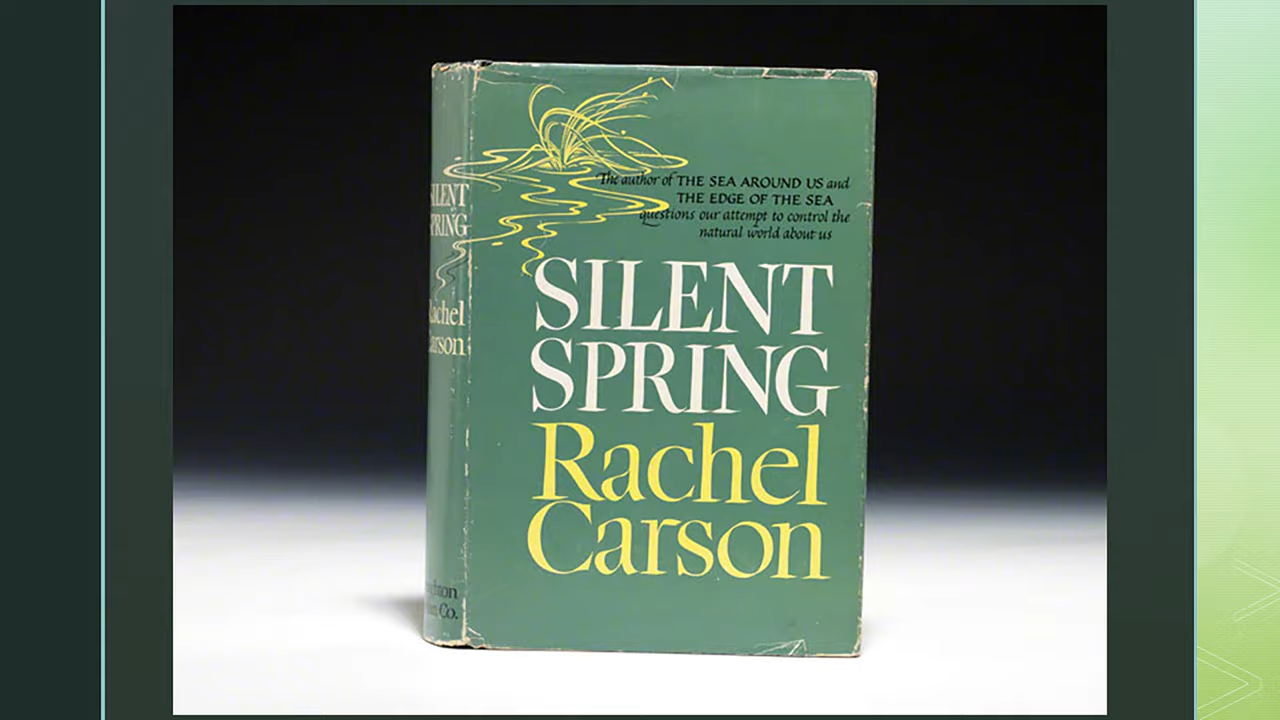 The author of THE SEA AROUND US and
THE EDGE OF THE SEA
questions our attempt to control the
natural world about us
SILENT
SPRING
Rachel
Carson
SILENT
SPRING
Rachel
Carson
Co.